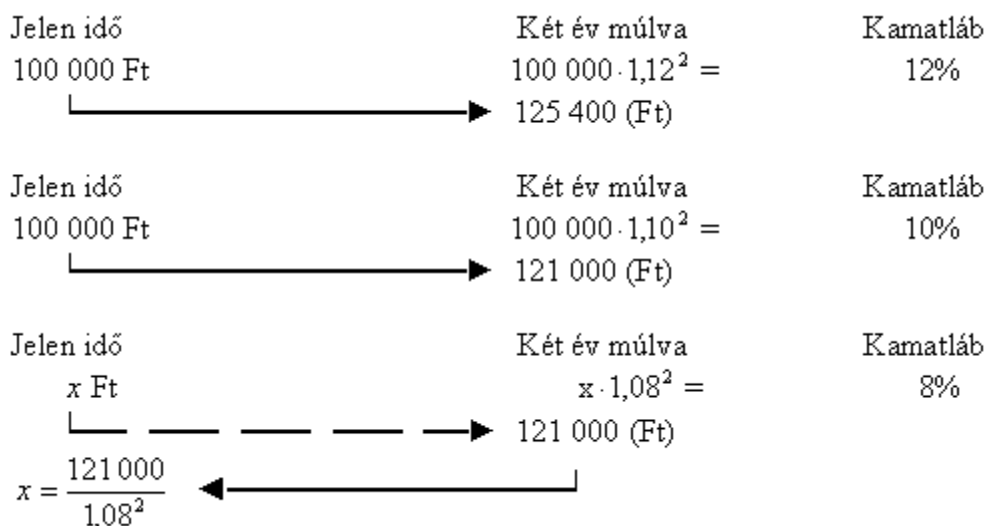 Jelen idő Két év múlva Kamatláb
100 000 Ft 100 000 · 1,12² = 12%
125 400 (Ft)
Jelen idő Két év múlva Kamatláb
100 000 Ft 100 000 · 1,10² = 10%
121 000 (Ft)
Jelen idő Két év múlva Kamatláb
x Ft x · 1,08² = 8%
121 000 (Ft)
x = 121 000 / 1,08²